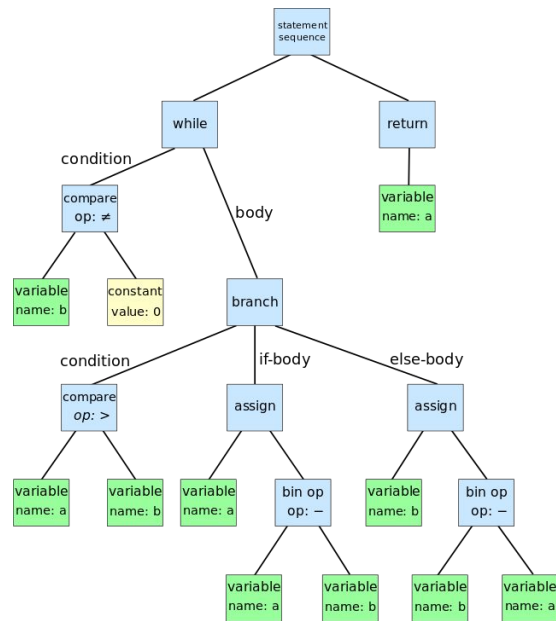 statement
sequence
while
return
condition
body
compare
op: ≠
variable
name: a
variable
name: b
constant
value: 0
branch
condition
if-body
else-body
compare
op: >
assign
assign
variable
name: a
variable
name: b
variable
name: a
bin op
op: −
variable
name: b
bin op
op: −
variable
name: a
variable
name: b
variable
name: b
variable
name: a